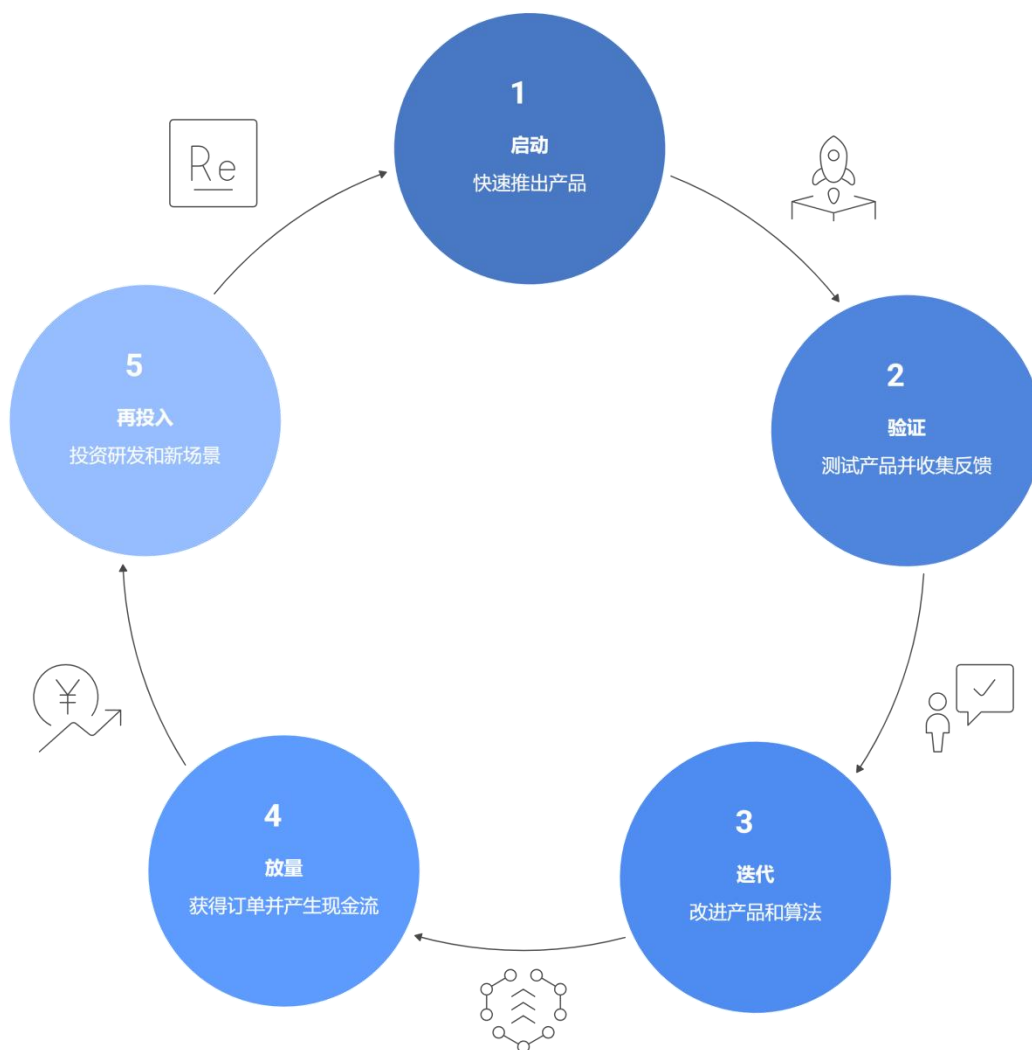 1
启动
快速推出产品
Re
2
验证
测试产品并收集反馈
3
迭代
改进产品和算法
4
放量
获得订单并产生现金流
¥
5
再投入
投资研发和新场景